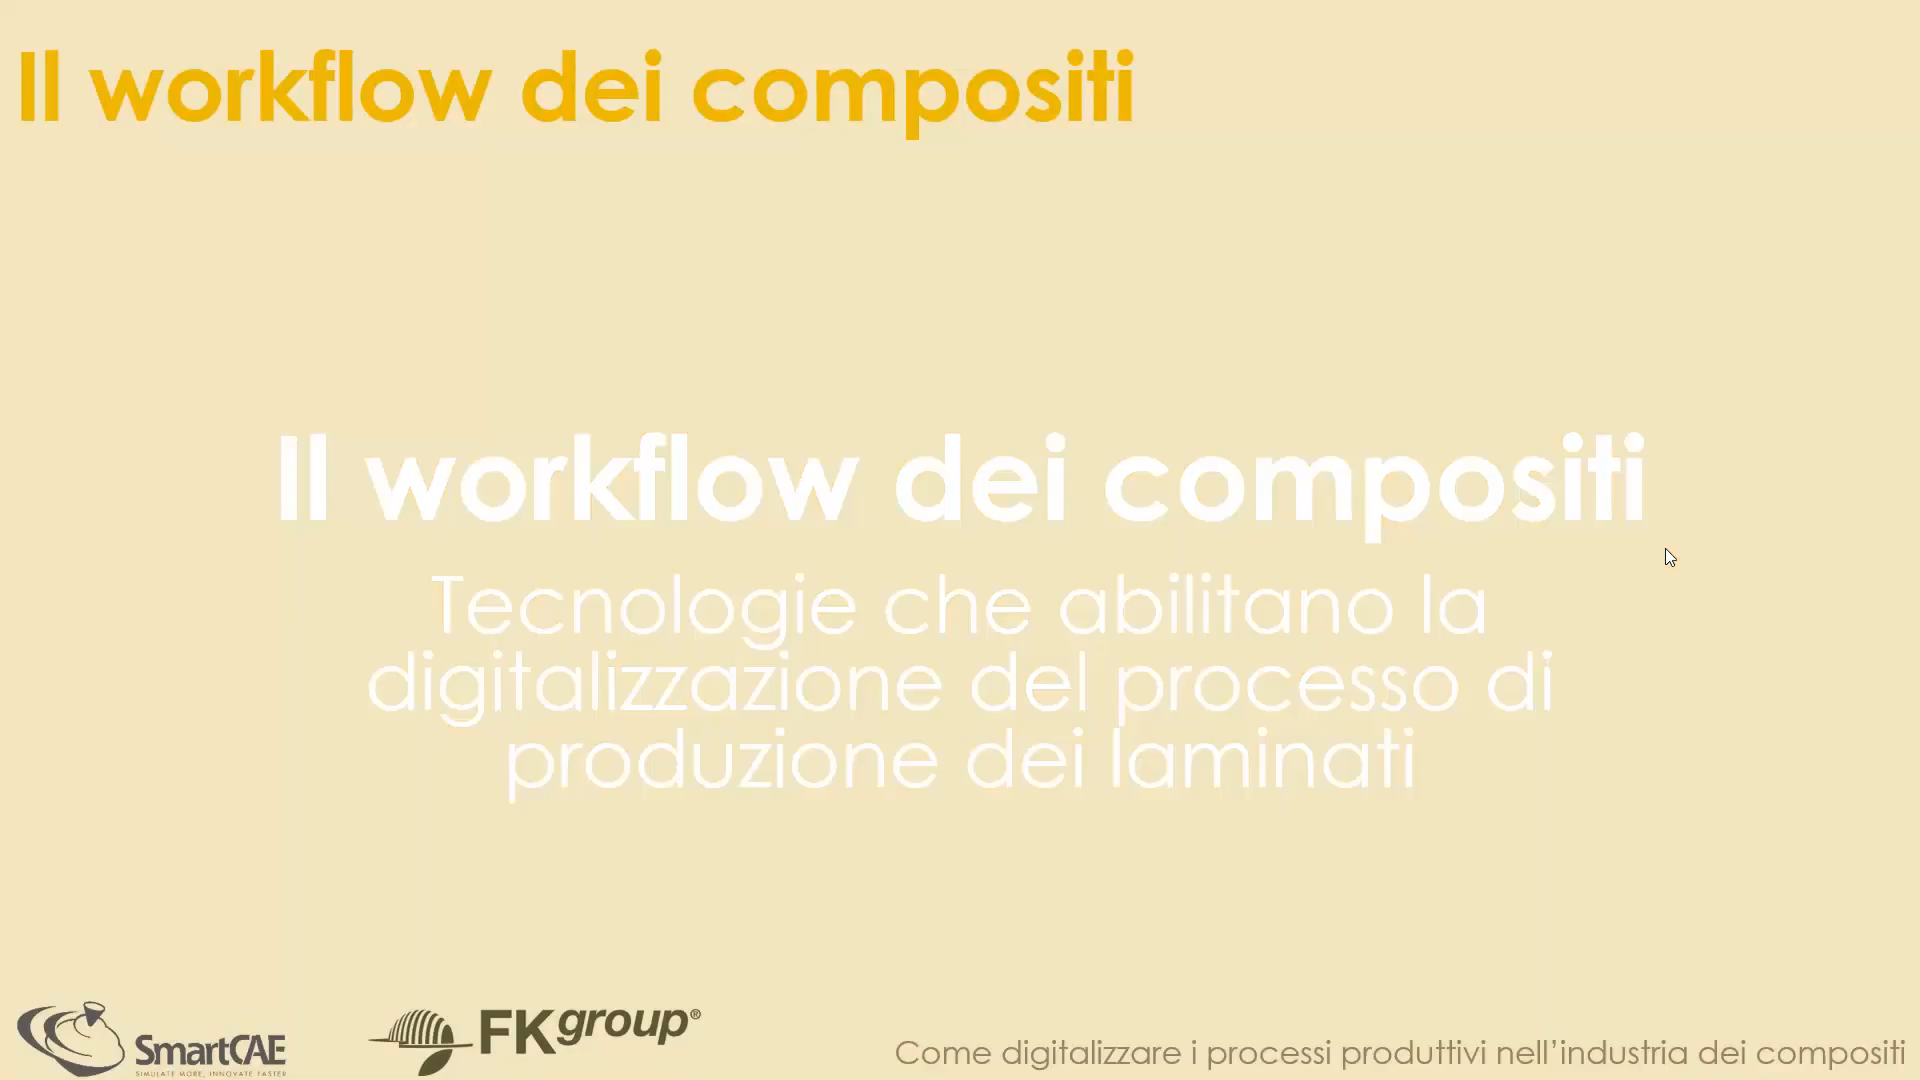 Il workflow dei compositi
Il workflow dei compositi
Tecnologie che abilitano la
digitalizzazione del processo di
produzione dei laminati
SmartCAE
SIMULATE MORE, INNOVATE FASTER
FKgroup®
Come digitalizzare i processi produttivi nell'industria dei compositi